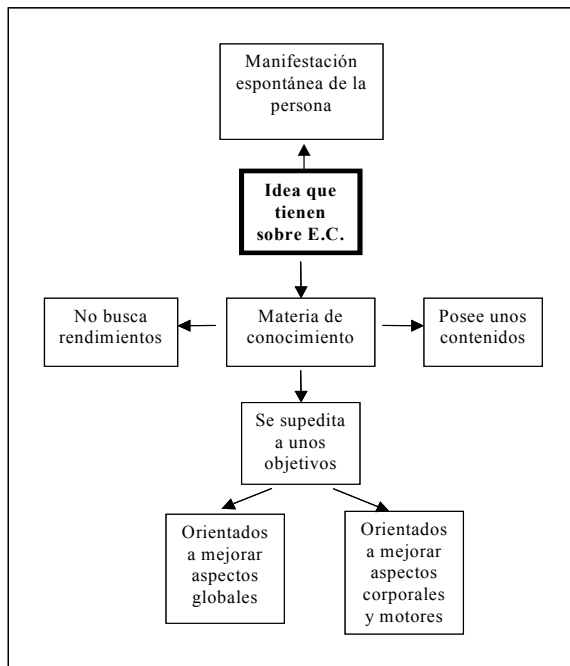 Manifestación
espontánea de la
persona
Idea que
tienen
sobre E.C.
No busca
rendimientos
Materia de
conocimiento
Posee unos
contenidos
Se supedita
a unos
objetivos
Orientados
a mejorar
aspectos
globales
Orientados
a mejorar
aspectos
corporales
y motores